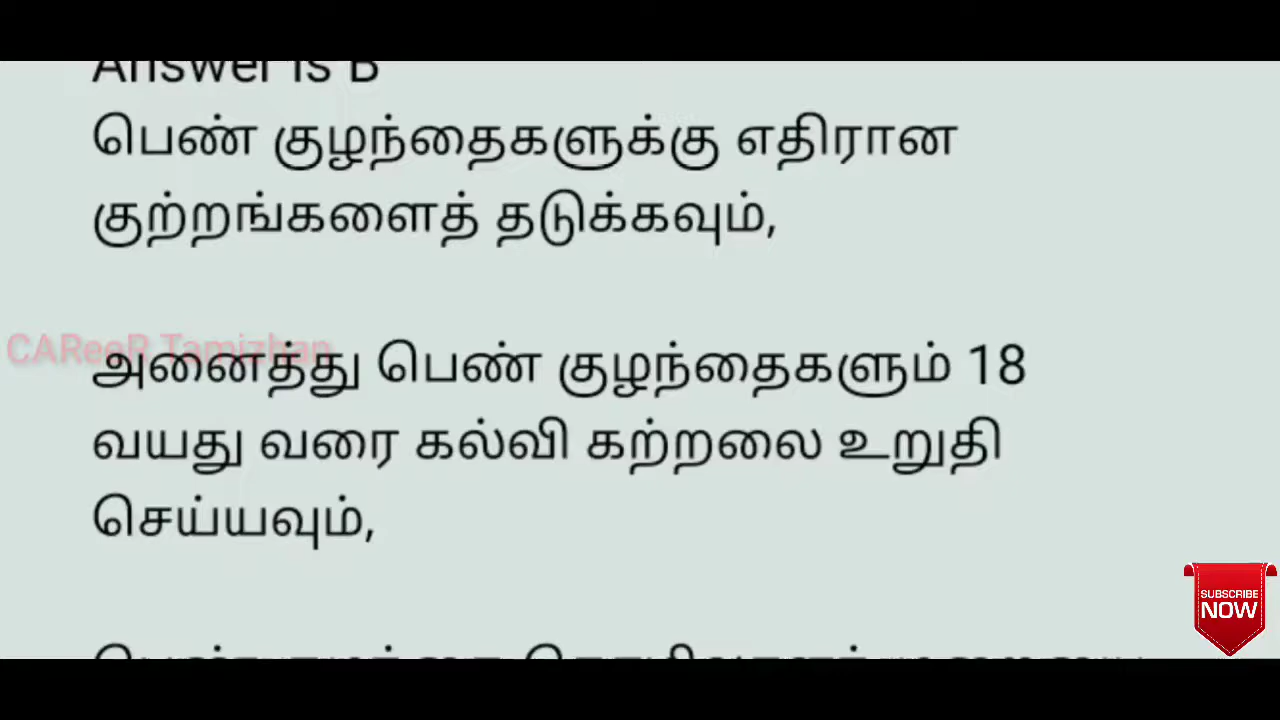 Answer is B
பெண் குழந்தைகளுக்கு எதிரான
குற்றங்களைத் தடுக்கவும்,
CAReeR Tamizhan
அனைத்து பெண் குழந்தைகளும் 18
வயது வரை கல்வி கற்றலை உறுதி
செய்யவும்,
SUBSCRIBE
NOW